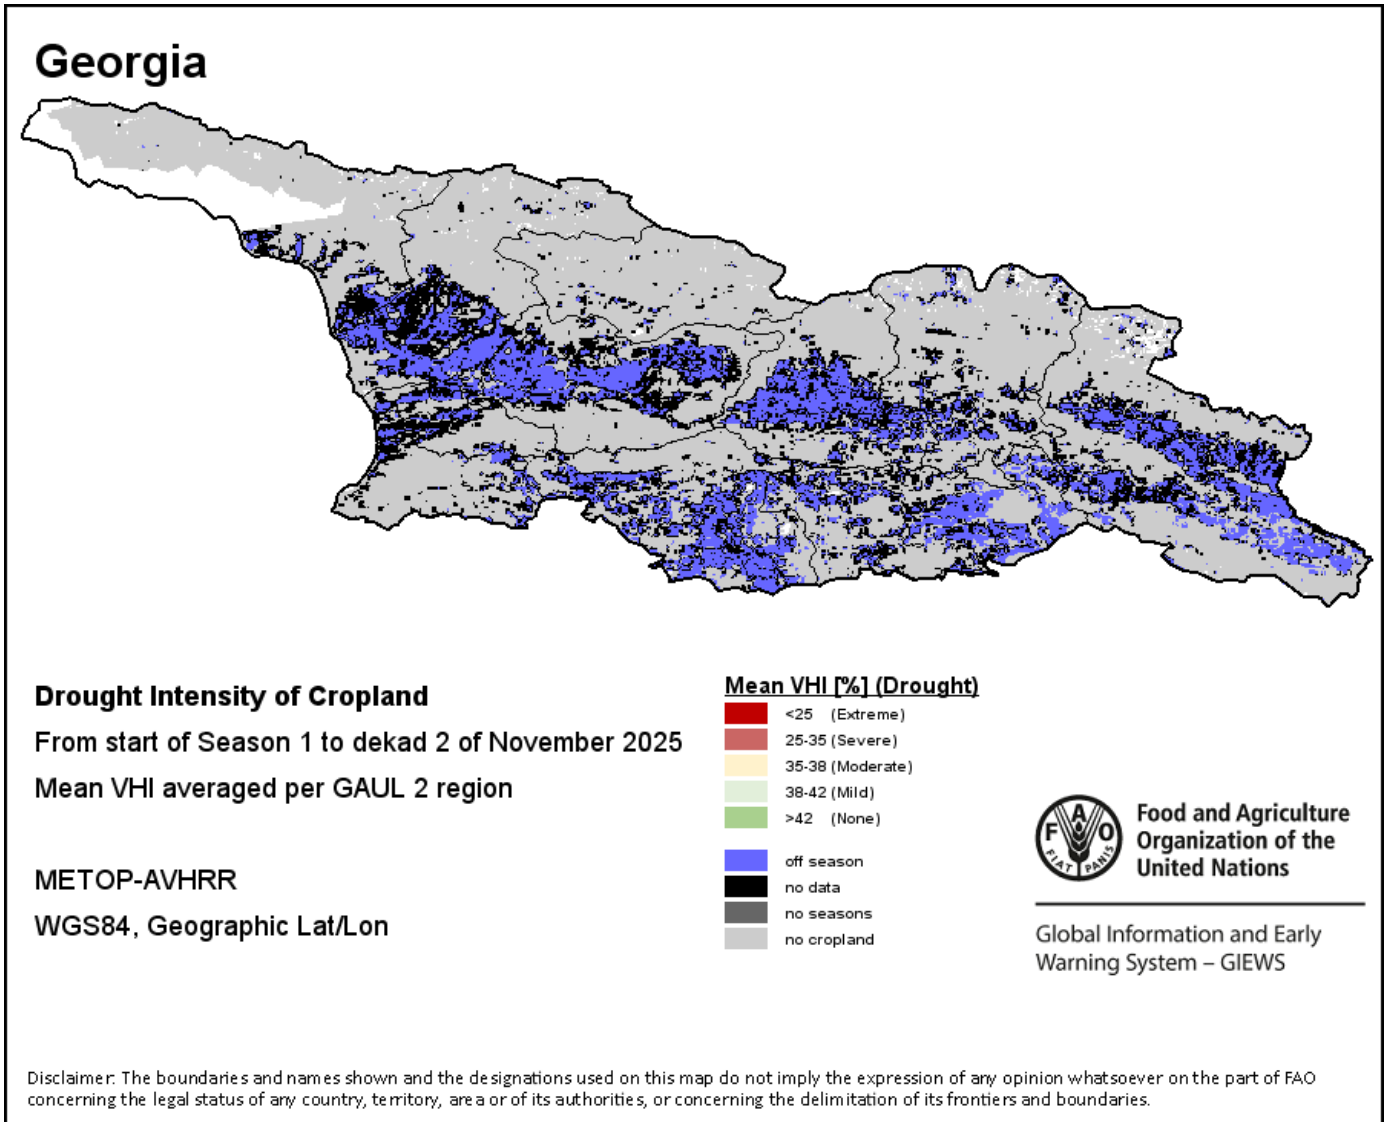 Georgia
Drought Intensity of Cropland
From start of Season 1 to dekad 2 of November 2025
Mean VHI averaged per GAUL 2 region
METOP-AVHRR
WGS84, Geographic Lat/Lon
Mean VHI [%] (Drought)
<25 (Extreme)
25-35 (Severe)
35-38 (Moderate)
38-42 (Mild)
>42 (None)
off season
no data
no seasons
no cropland
F A O
FIAT PANIS
Food and Agriculture
Organization of the
United Nations
Global Information and Early
Warning System – GIEWS
Disclaimer: The boundaries and names shown and the designations used on this map do not imply the expression of any opinion whatsoever on the part of FAO
concerning the legal status of any country, territory, area or of its authorities, or concerning the delimitation of its frontiers and boundaries.